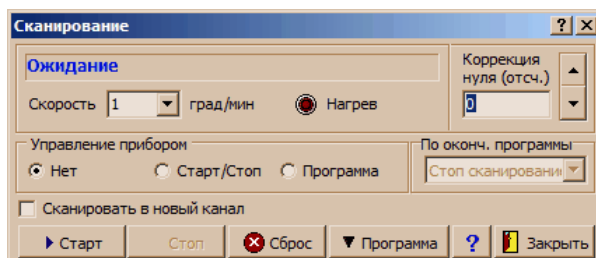 Сканирование
Ожидание
Коррекция
нуля (отсч.)
Скорость 1 град/мин Нагрев
0
Управление прибором
По оконч. программы
Нет Старт/Стоп Программа
Стоп сканировани
Сканировать в новый канал
Старт Стоп Сброс Программа ? Закрыть